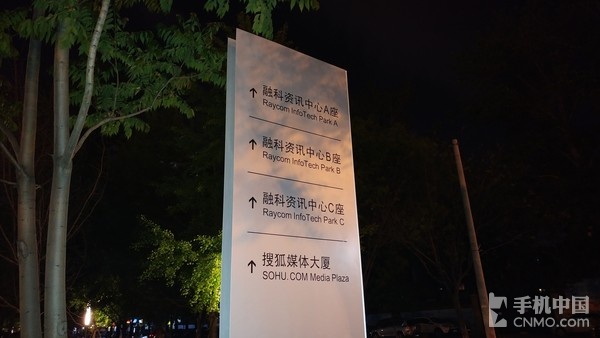 融科资讯中心A座
Raycom InfoTech Park A
融科资讯中心B座
Raycom InfoTech Park B
融科资讯中心C座
Raycom InfoTech Park C
搜狐媒体大厦
SOHU.COM Media Plaza
手机中国
CNMO.COM